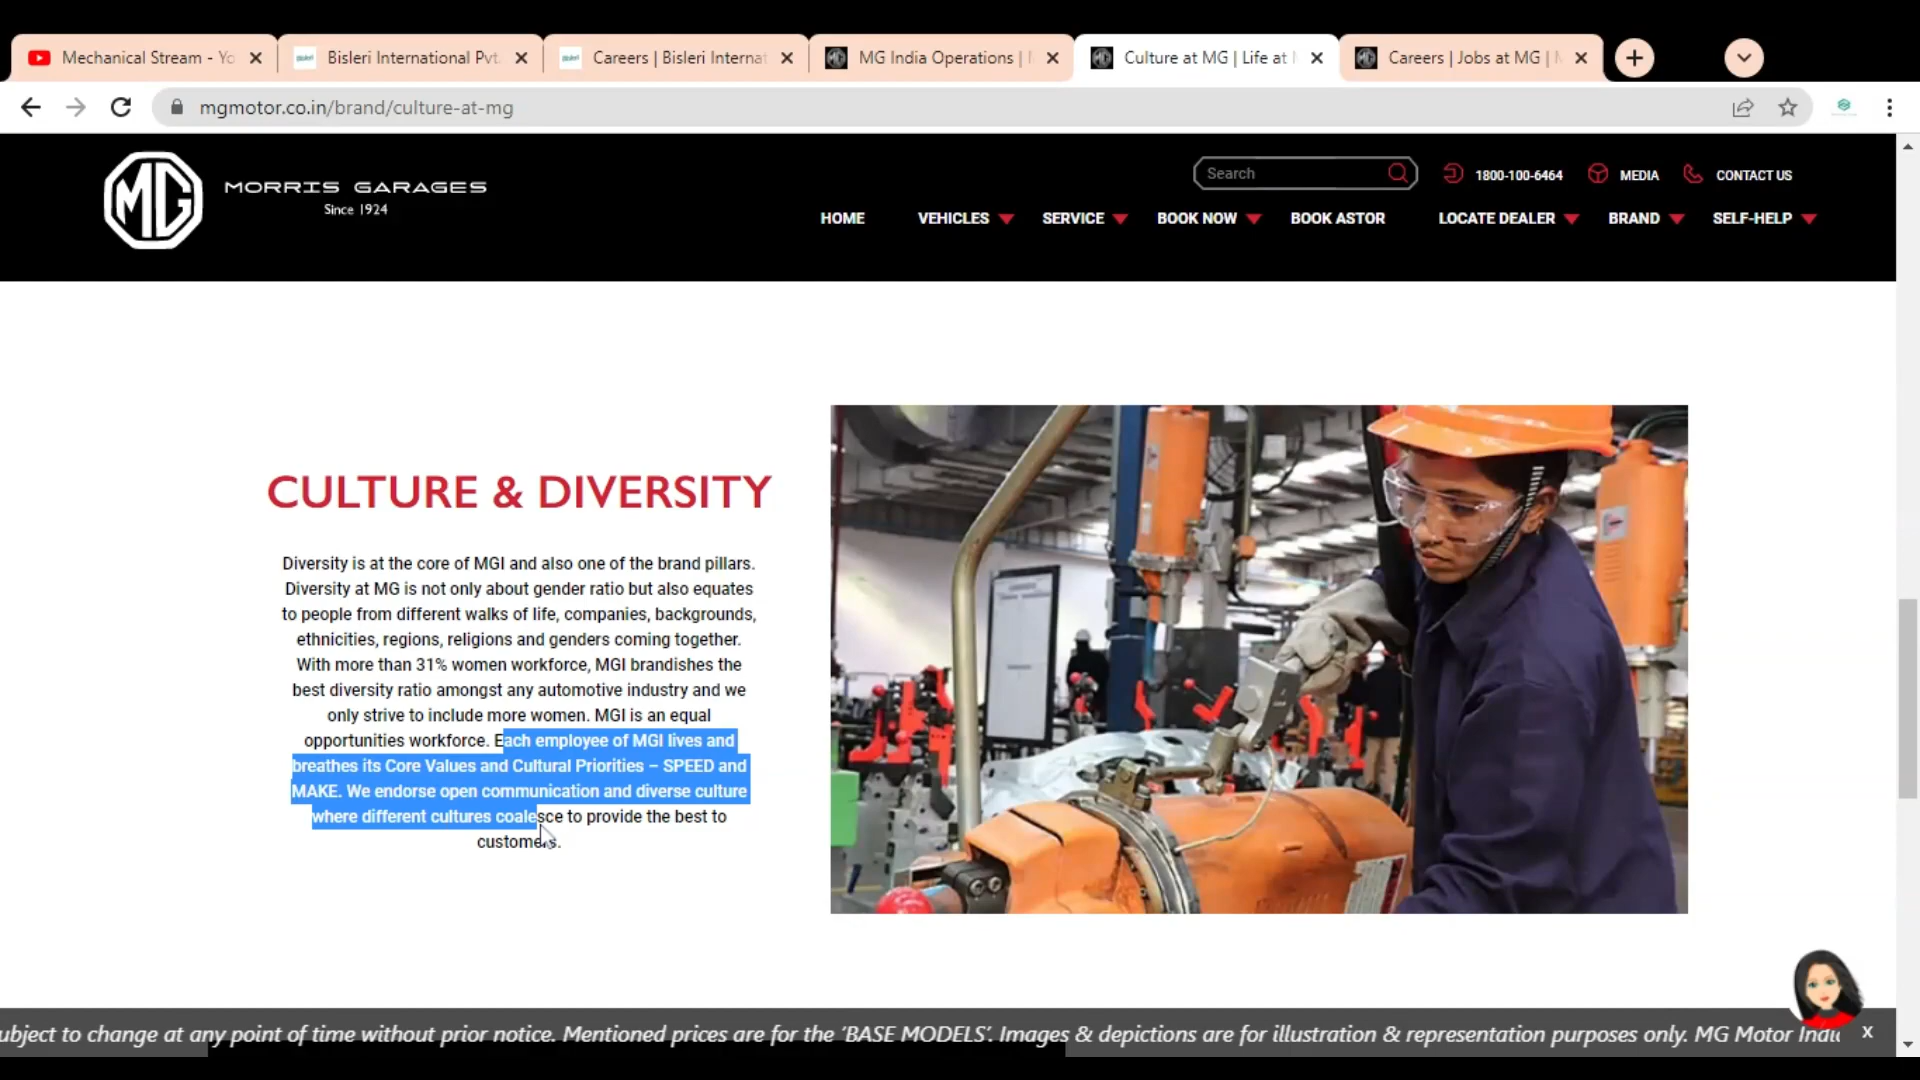 Mechanical Stream - Yo
Bisleri International Pvt.
Careers | Bisleri Internat
MG India Operations |
Culture at MG | Life at
Careers | Jobs at MG |
mgmotor.co.in/brand/culture-at-mg
MG
MORRIS GARAGES
Since 1924
Search
1800-100-6464
MEDIA
CONTACT US
HOME
VEHICLES
SERVICE
BOOK NOW
BOOK ASTOR
LOCATE DEALER
BRAND
SELF-HELP
CULTURE & DIVERSITY
Diversity is at the core of MGI and also one of the brand pillars.
Diversity at MG is not only about gender ratio but also equates
to people from different walks of life, companies, backgrounds,
ethnicities, regions, religions and genders coming together.
With more than 31% women workforce, MGI brandishes the
best diversity ratio amongst any automotive industry and we
only strive to include more women. MGI is an equal
opportunities workforce. Each employee of MGI lives and
breathes its Core Values and Cultural Priorities – SPEED and
MAKE. We endorse open communication and diverse culture
where different cultures coalesce to provide the best to
customers.
ubject to change at any point of time without prior notice. Mentioned prices are for the ‘BASE MODELS’. Images & depictions are for illustration & representation purposes only. MG Motor India
x